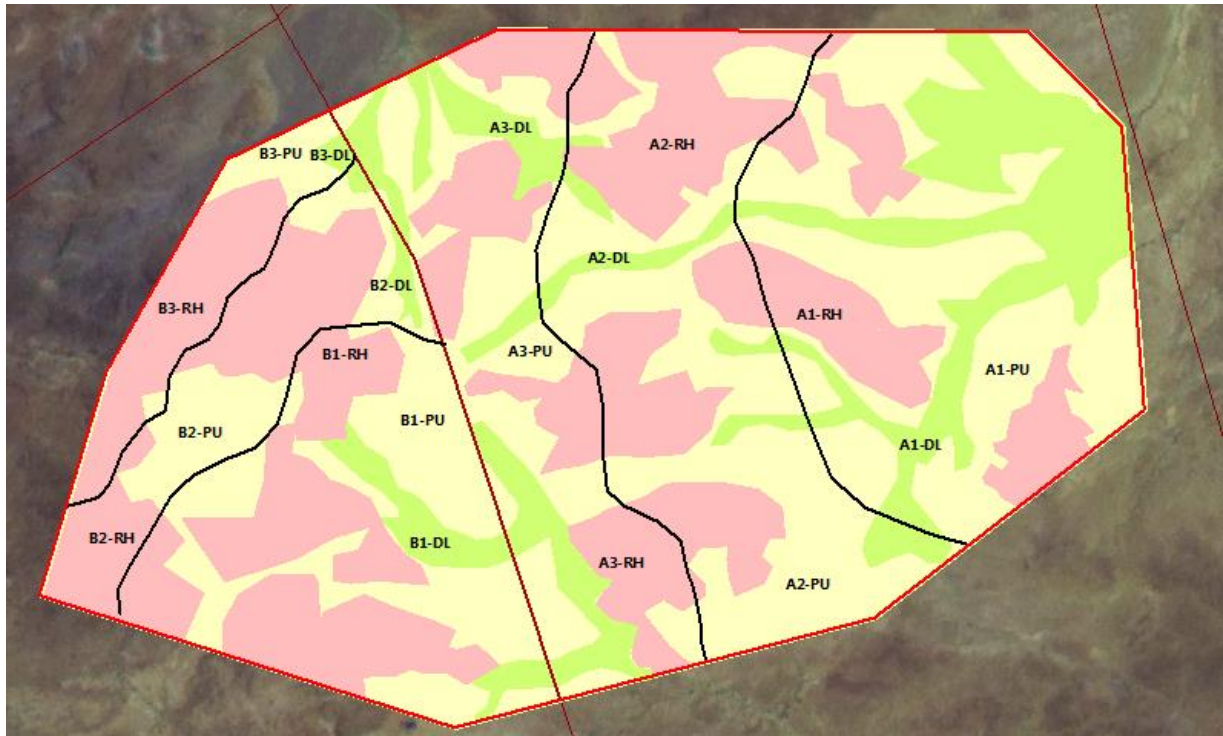 A3-DL
A2-RH
B3-PU
B3-DL
A2-DL
B2-DL
B3-RH
A1-RH
B1-RH
A3-PU
A1-PU
B1-PU
B2-PU
A1-DL
B2-RH
B1-DL
A3-RH
A2-PU